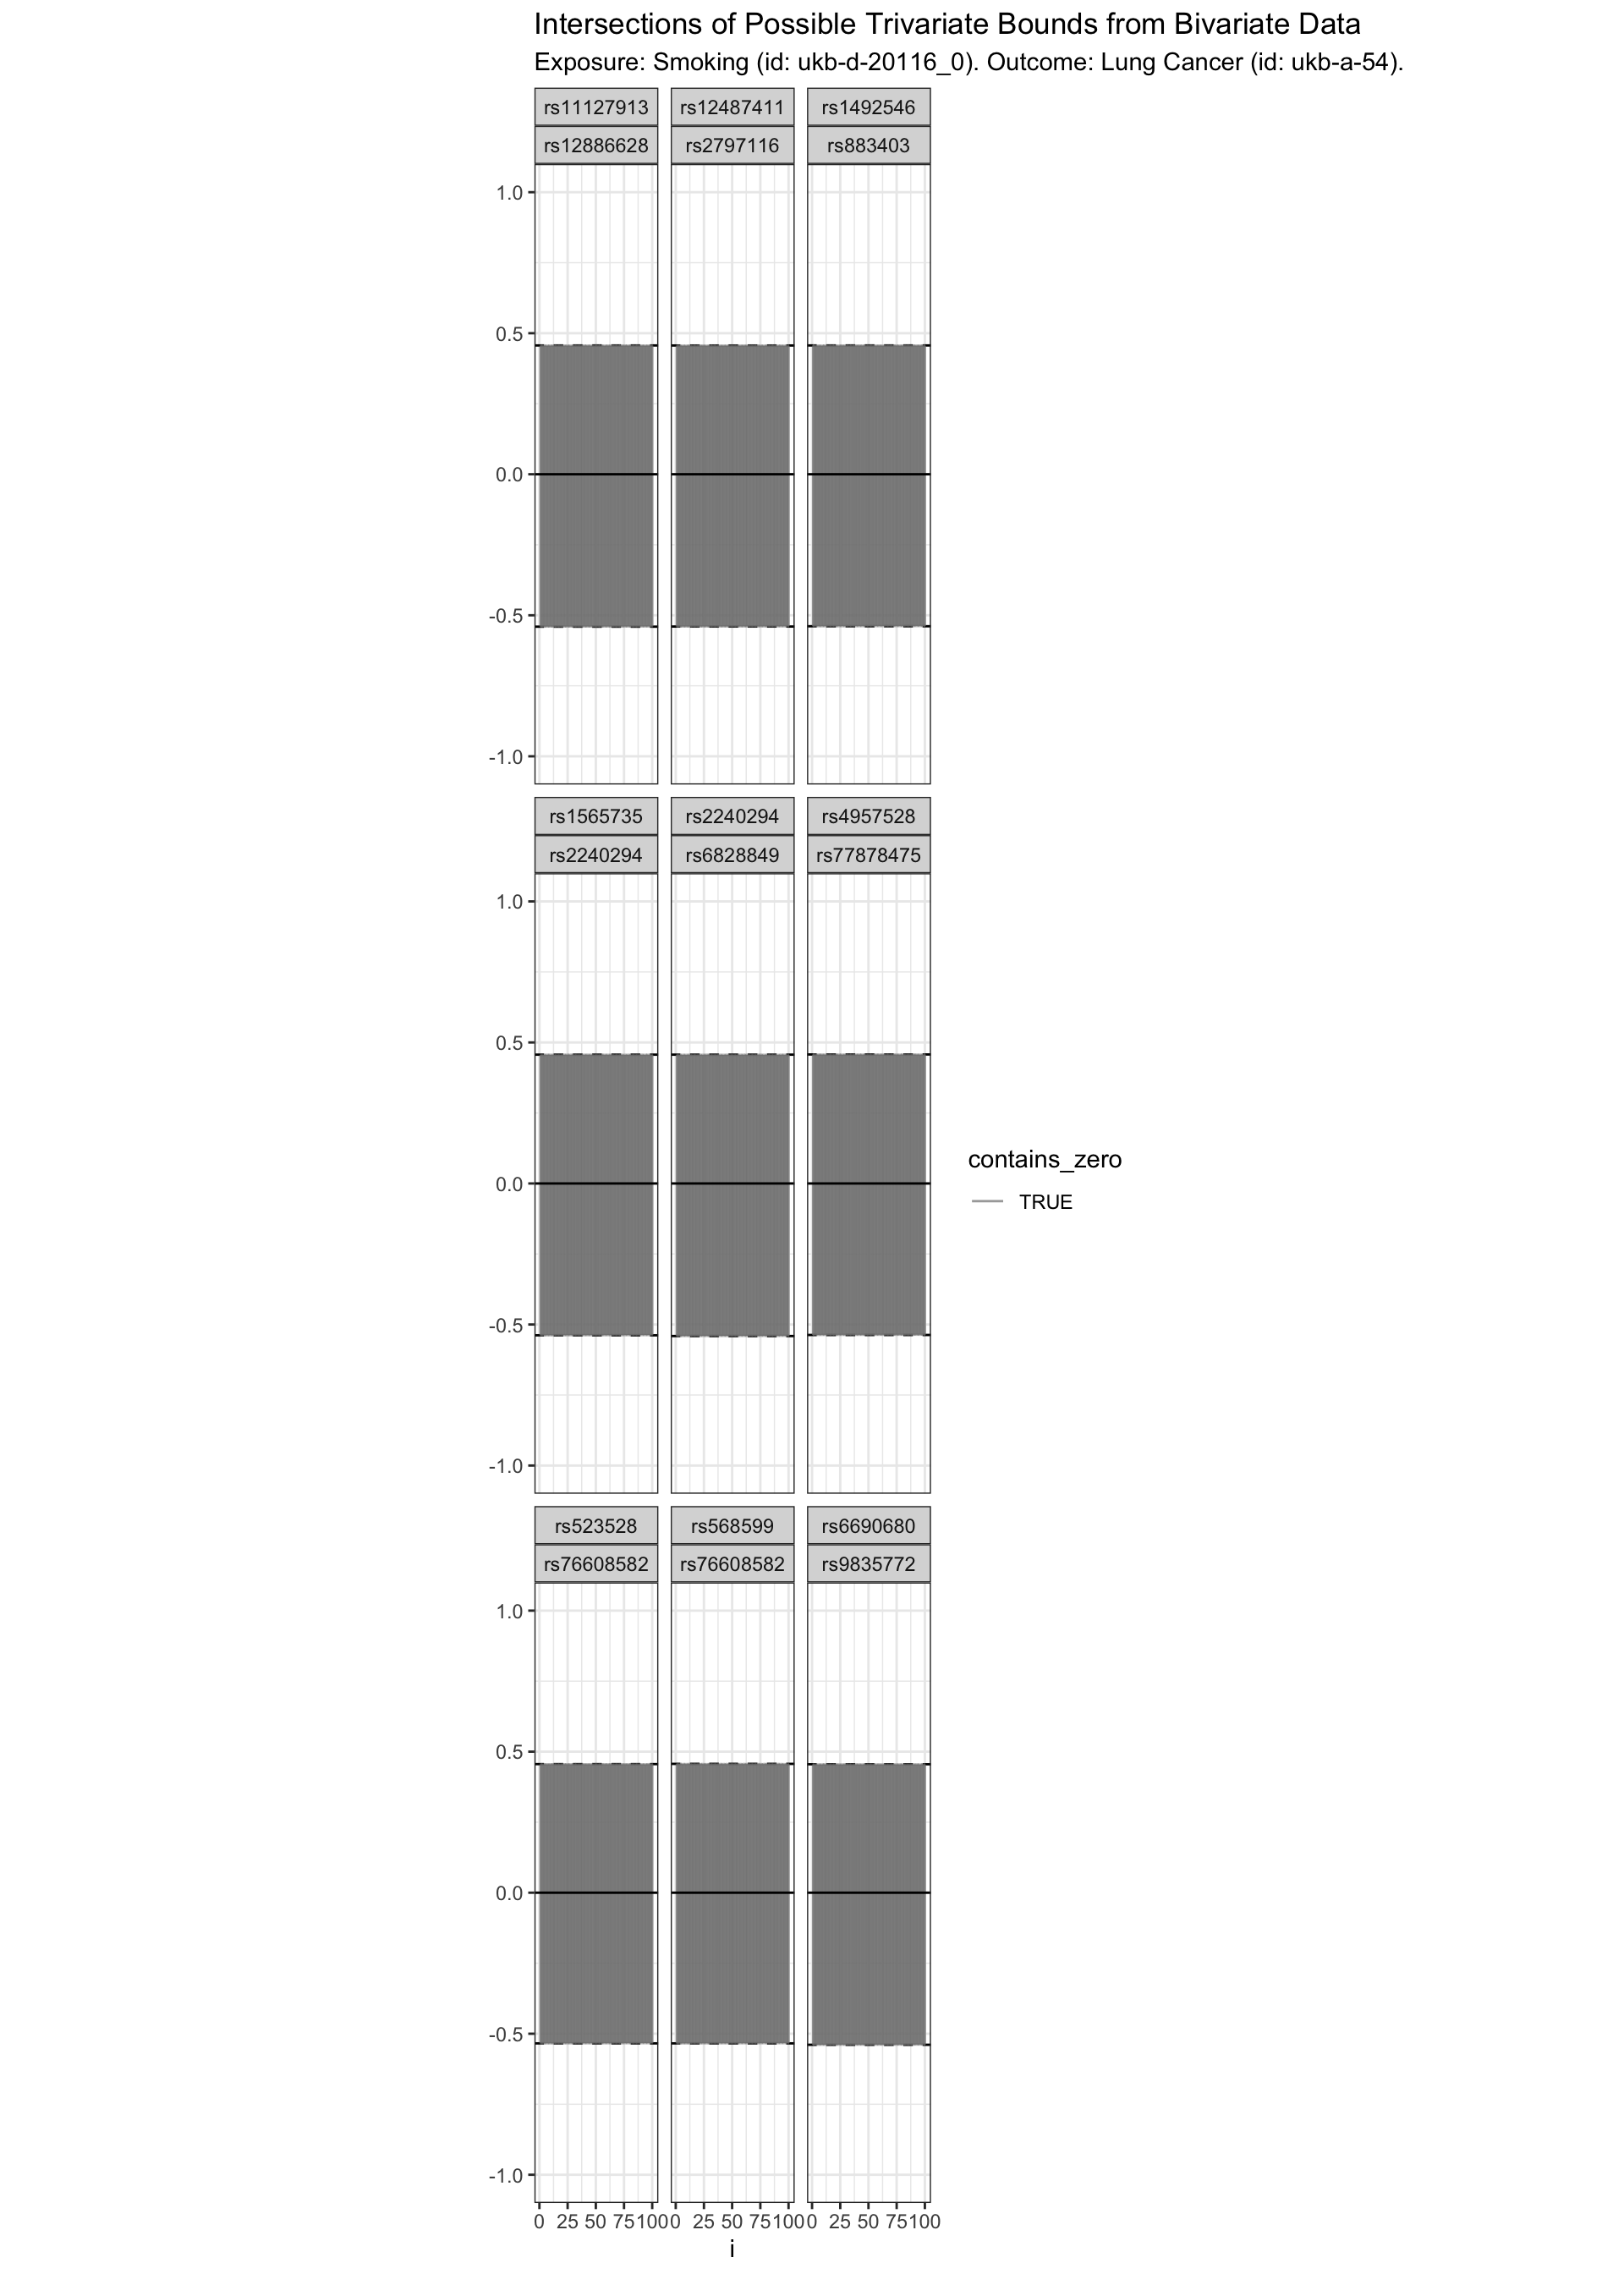 Intersections of Possible Trivariate Bounds from Bivariate Data
Exposure: Smoking (id: ukb-d-20116_0). Outcome: Lung Cancer (id: ukb-a-54).
rs11127913 rs12487411 rs1492546
rs12886628 rs2797116 rs883403
1.0
0.5
0.0
-0.5
-1.0
rs1565735 rs2240294 rs4957528
rs2240294 rs6828849 rs77878475
1.0
0.5
0.0
-0.5
-1.0
contains_zero
TRUE
rs523528 rs568599 rs6690680
rs76608582 rs76608582 rs9835772
1.0
0.5
0.0
-0.5
-1.0
0 25 50 75 100 0 25 50 75 100 0 25 50 75 100
i